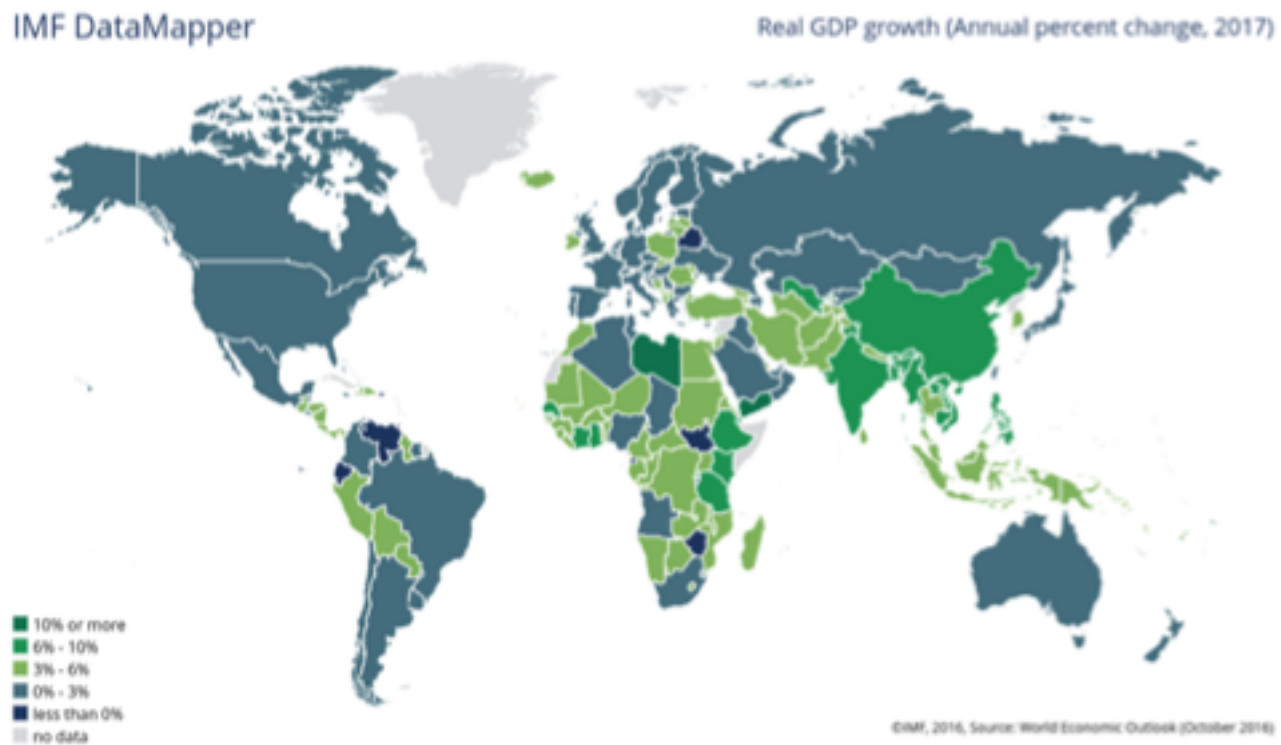 IMF DataMapper
Real GDP growth (Annual percent change, 2017)
10% or more
6% - 10%
3% - 6%
0% - 3%
less than 0%
no data
©IMF, 2016, Source: World Economic Outlook (October 2016)